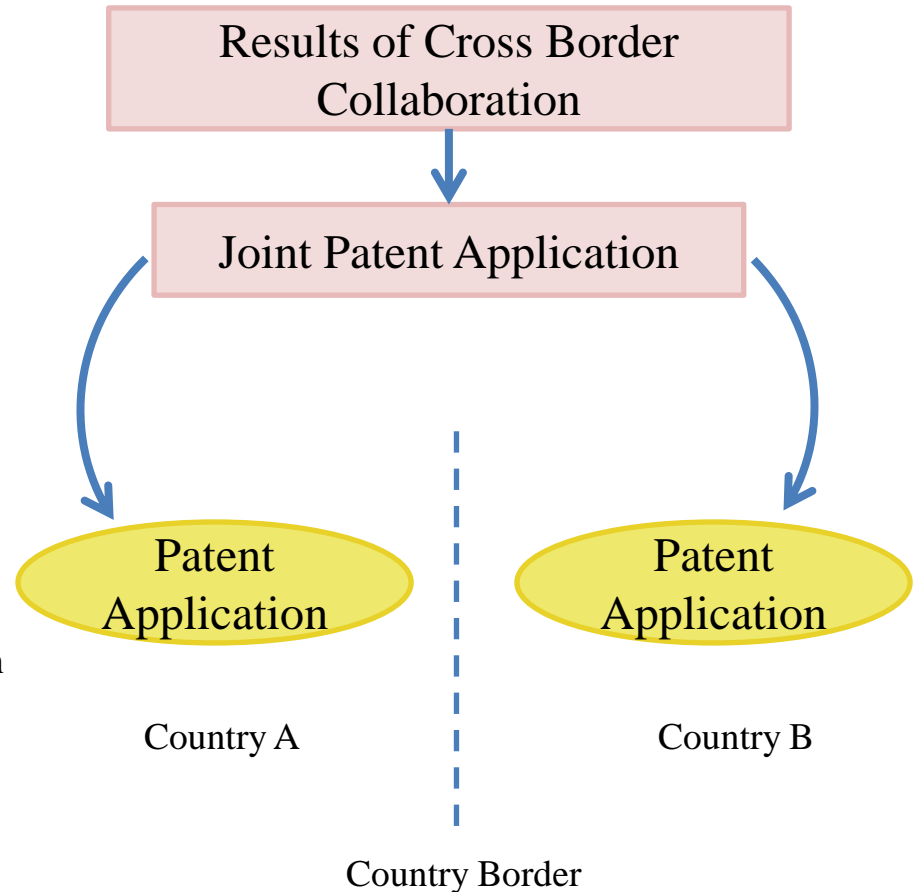 Results of Cross Border
Collaboration
Joint Patent Application
Patent
Application
Patent
Application
Country A
Country B
Country Border